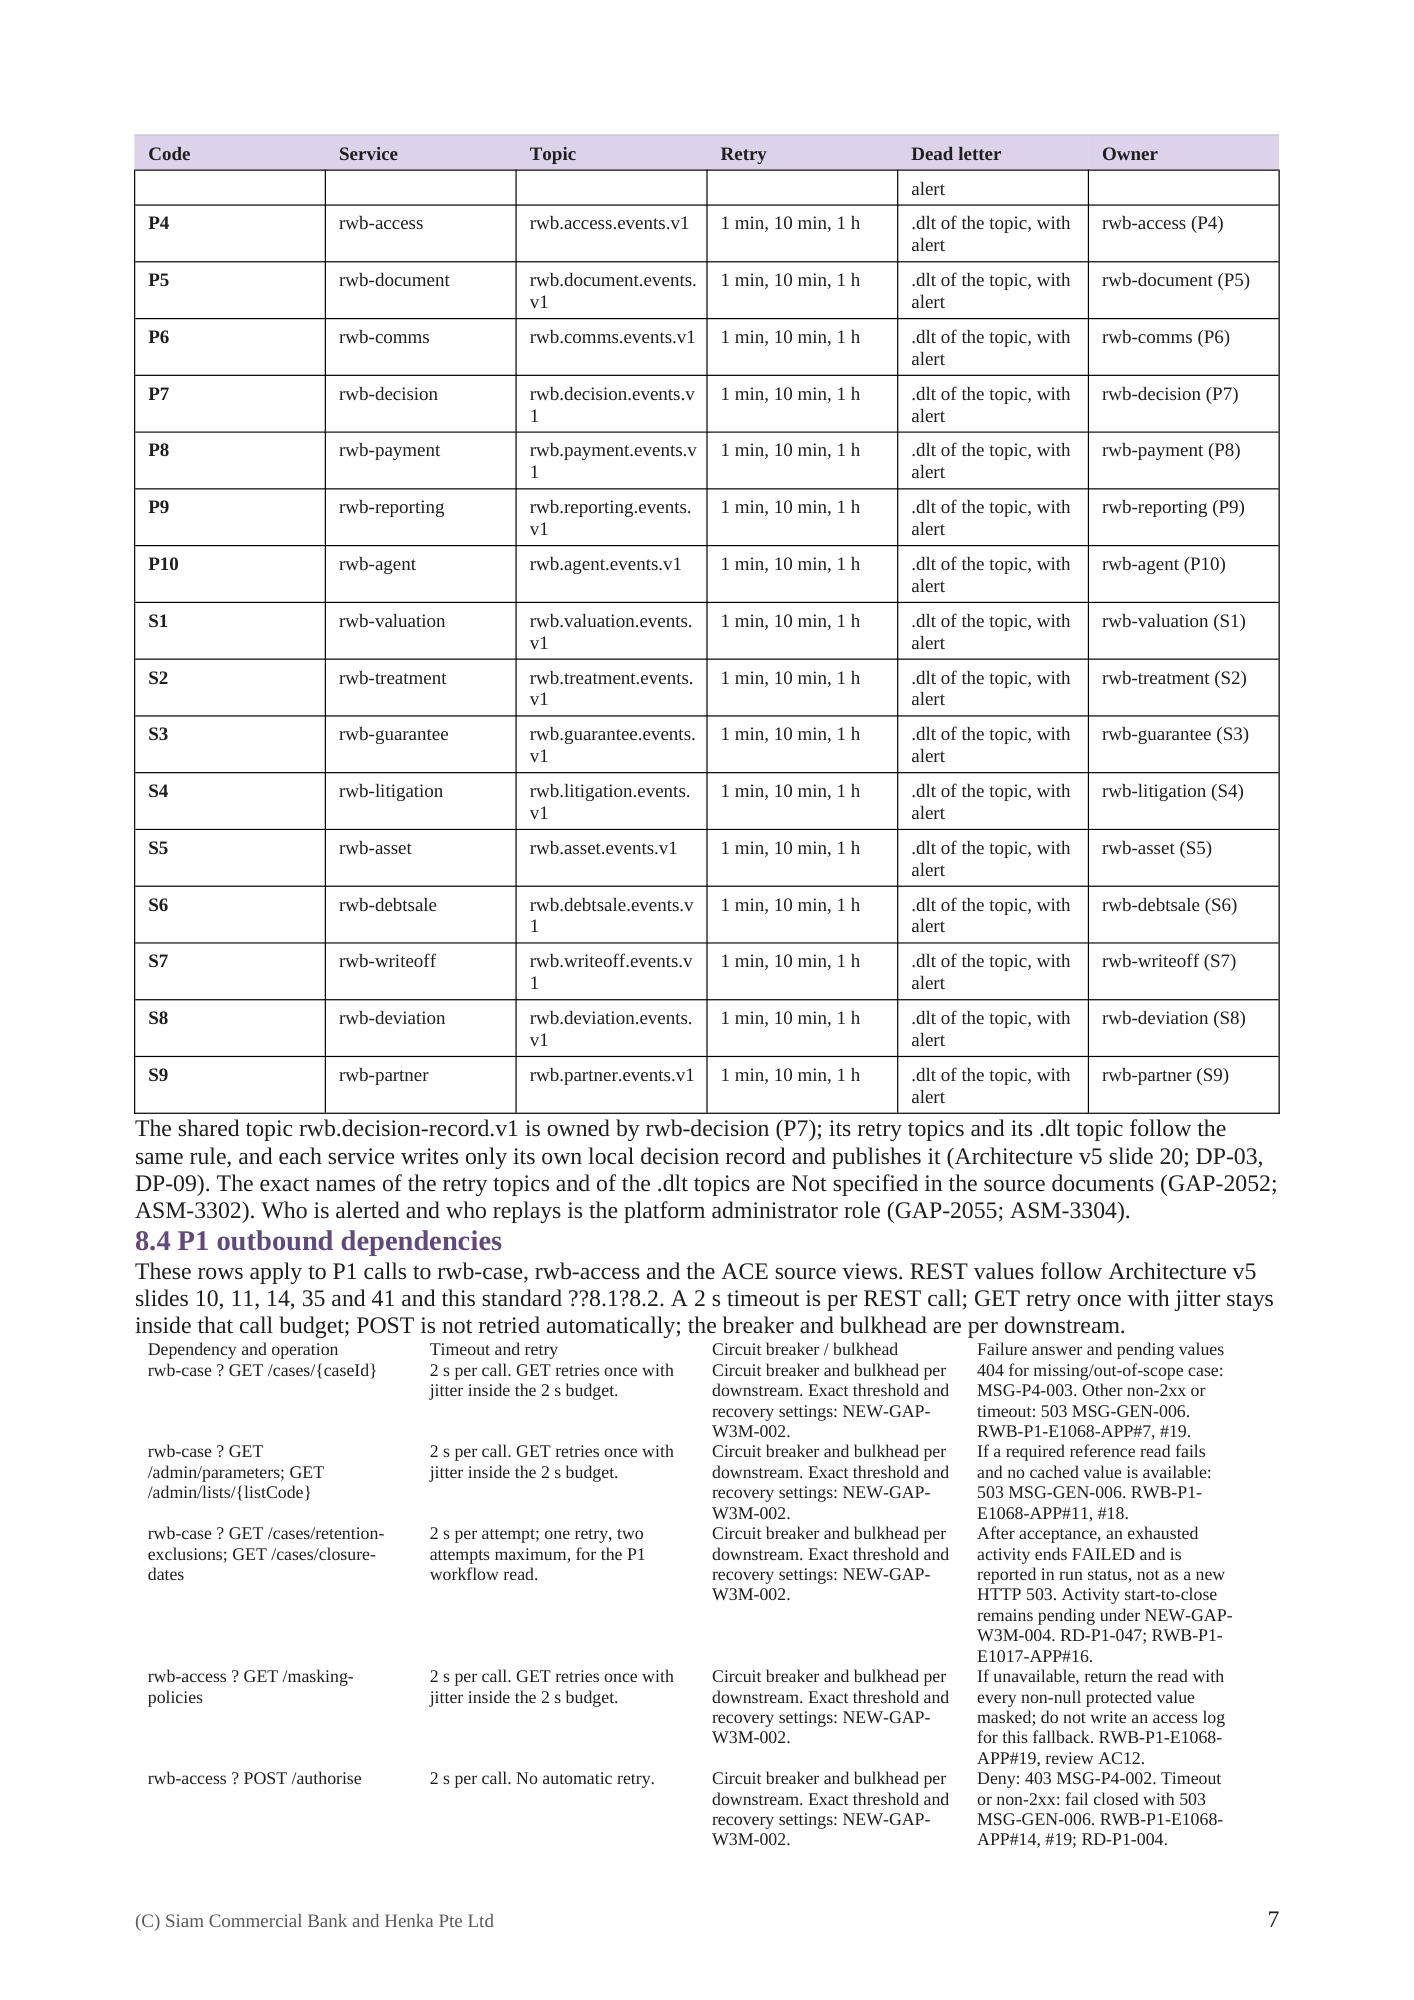 Code Service Topic Retry Dead letter Owner
alert
P4 rwb-access rwb.access.events.v1 1 min, 10 min, 1 h .dlt of the topic, with rwb-access (P4)
alert
P5 rwb-document rwb.document.events. 1 min, 10 min, 1 h .dlt of the topic, with rwb-document (P5)
v1 alert
P6 rwb-comms rwb.comms.events.v1 1 min, 10 min, 1 h .dlt of the topic, with rwb-comms (P6)
alert
P7 rwb-decision rwb.decision.events.v 1 min, 10 min, 1 h .dlt of the topic, with rwb-decision (P7)
1 alert
P8 rwb-payment rwb.payment.events.v 1 min, 10 min, 1 h .dlt of the topic, with rwb-payment (P8)
1 alert
P9 rwb-reporting rwb.reporting.events. 1 min, 10 min, 1 h .dlt of the topic, with rwb-reporting (P9)
v1 alert
P10 rwb-agent rwb.agent.events.v1 1 min, 10 min, 1 h .dlt of the topic, with rwb-agent (P10)
alert
S1 rwb-valuation rwb.valuation.events. 1 min, 10 min, 1 h .dlt of the topic, with rwb-valuation (S1)
v1 alert
S2 rwb-treatment rwb.treatment.events. 1 min, 10 min, 1 h .dlt of the topic, with rwb-treatment (S2)
v1 alert
S3 rwb-guarantee rwb.guarantee.events. 1 min, 10 min, 1 h .dlt of the topic, with rwb-guarantee (S3)
v1 alert
S4 rwb-litigation rwb.litigation.events. 1 min, 10 min, 1 h .dlt of the topic, with rwb-litigation (S4)
v1 alert
S5 rwb-asset rwb.asset.events.v1 1 min, 10 min, 1 h .dlt of the topic, with rwb-asset (S5)
alert
S6 rwb-debtsale rwb.debtsale.events.v 1 min, 10 min, 1 h .dlt of the topic, with rwb-debtsale (S6)
1 alert
S7 rwb-writeoff rwb.writeoff.events.v 1 min, 10 min, 1 h .dlt of the topic, with rwb-writeoff (S7)
1 alert
S8 rwb-deviation rwb.deviation.events. 1 min, 10 min, 1 h .dlt of the topic, with rwb-deviation (S8)
v1 alert
S9 rwb-partner rwb.partner.events.v1 1 min, 10 min, 1 h .dlt of the topic, with rwb-partner (S9)
alert
The shared topic rwb.decision-record.v1 is owned by rwb-decision (P7); its retry topics and its .dlt topic follow the
same rule, and each service writes only its own local decision record and publishes it (Architecture v5 slide 20; DP-03,
DP-09). The exact names of the retry topics and of the .dlt topics are Not specified in the source documents (GAP-2052;
ASM-3302). Who is alerted and who replays is the platform administrator role (GAP-2055; ASM-3304).
8.4 P1 outbound dependencies
These rows apply to P1 calls to rwb-case, rwb-access and the ACE source views. REST values follow Architecture v5
slides 10, 11, 14, 35 and 41 and this standard ??8.1?8.2. A 2 s timeout is per REST call; GET retry once with jitter stays
inside that call budget; POST is not retried automatically; the breaker and bulkhead are per downstream.
Dependency and operation Timeout and retry Circuit breaker / bulkhead Failure answer and pending values
rwb-case ? GET /cases/{caseId} 2 s per call. GET retries once with Circuit breaker and bulkhead per 404 for missing/out-of-scope case:
jitter inside the 2 s budget. downstream. Exact threshold and MSG-P4-003. Other non-2xx or
recovery settings: NEW-GAP- timeout: 503 MSG-GEN-006.
W3M-002. RWB-P1-E1068-APP#7, #19.
rwb-case ? GET 2 s per call. GET retries once with Circuit breaker and bulkhead per If a required reference read fails
/admin/parameters; GET jitter inside the 2 s budget. downstream. Exact threshold and and no cached value is available:
/admin/lists/{listCode} recovery settings: NEW-GAP- 503 MSG-GEN-006. RWB-P1-
W3M-002. E1068-APP#11, #18.
rwb-case ? GET /cases/retention- 2 s per attempt; one retry, two Circuit breaker and bulkhead per After acceptance, an exhausted
exclusions; GET /cases/closure- attempts maximum, for the P1 downstream. Exact threshold and activity ends FAILED and is
dates workflow read. recovery settings: NEW-GAP- reported in run status, not as a new
W3M-002. HTTP 503. Activity start-to-close
remains pending under NEW-GAP-
W3M-004. RD-P1-047; RWB-P1-
E1017-APP#16.
rwb-access ? GET /masking- 2 s per call. GET retries once with Circuit breaker and bulkhead per If unavailable, return the read with
policies jitter inside the 2 s budget. downstream. Exact threshold and every non-null protected value
recovery settings: NEW-GAP- masked; do not write an access log
W3M-002. for this fallback. RWB-P1-E1068-
APP#19, review AC12.
rwb-access ? POST /authorise 2 s per call. No automatic retry. Circuit breaker and bulkhead per Deny: 403 MSG-P4-002. Timeout
downstream. Exact threshold and or non-2xx: fail closed with 503
recovery settings: NEW-GAP- MSG-GEN-006. RWB-P1-E1068-
W3M-002. APP#14, #19; RD-P1-004.
(C) Siam Commercial Bank and Henka Pte Ltd 7